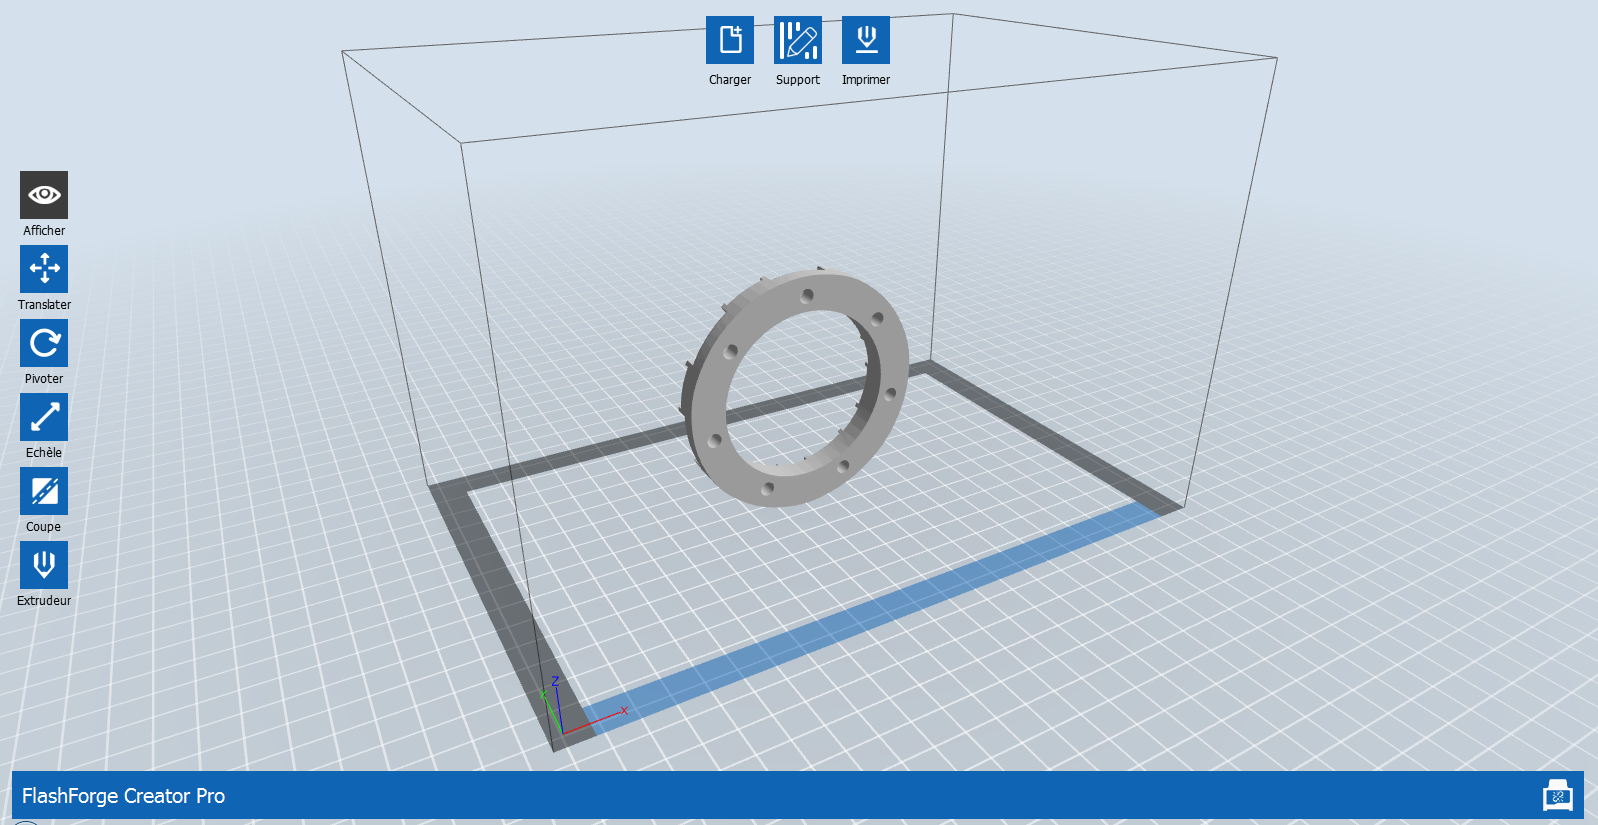 Charger
Support
Imprimer
Afficher
Translater
Pivoter
Echèle
Coupe
Extrudeur
Z
X
FlashForge Creator Pro